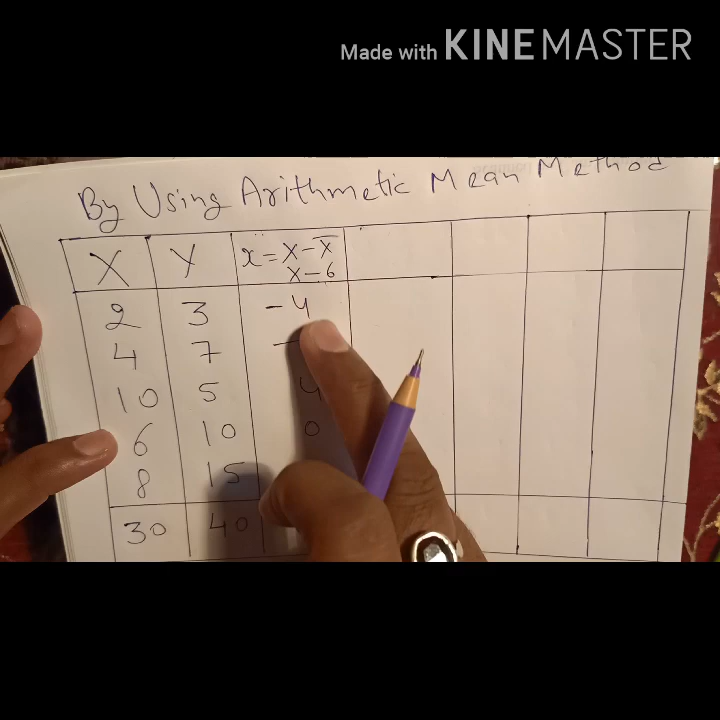 Made with KINEMASTER
By Using Arithmetic Mean Method
X Y x = X - X̅
X - 6
2 3 -4
4 7 -
10 5 4
6 10 0
8 15
30 40